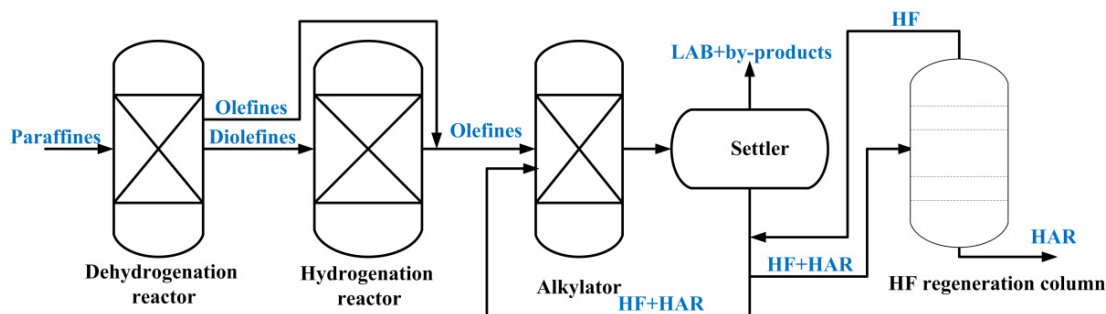 HF
LAB+by-products
Olefines
Paraffines
Diolefines
Olefines
Settler
Dehydrogenation
reactor
Hydrogenation
reactor
Alkylator
HF+HAR
HF+HAR
HAR
HF regeneration column